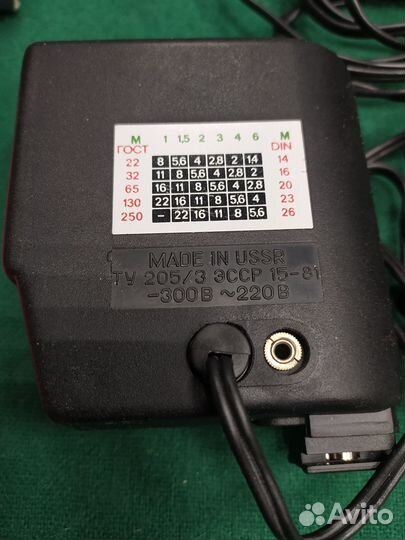 М 1 1,5 2 3 4 6 М
ГОСТ DIN
22 8 5,6 4 2,8 2 1,4 14
32 11 8 5,6 4 2,8 2 16
65 16 11 8 5,6 4 2,8 20
130 22 16 11 8 5,6 4 23
250 – 22 16 11 8 5,6 26
MADE IN USSR
TV 205/3 ЭССР 15-81
-300В ~220В
Avito